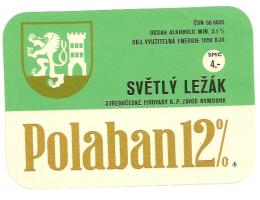 ČSN 56 6635
OBSAH ALKOHOLU MIN. 3,1 %
OBJ. VYUŽITELNÁ ENERGIE 1850 KJ/l
SMC
4,-
SVĚTLÝ LEŽÁK
STŘEDOČESKÉ PIVOVARY K. P. ZÁVOD NYMBURK
Polaban 12%